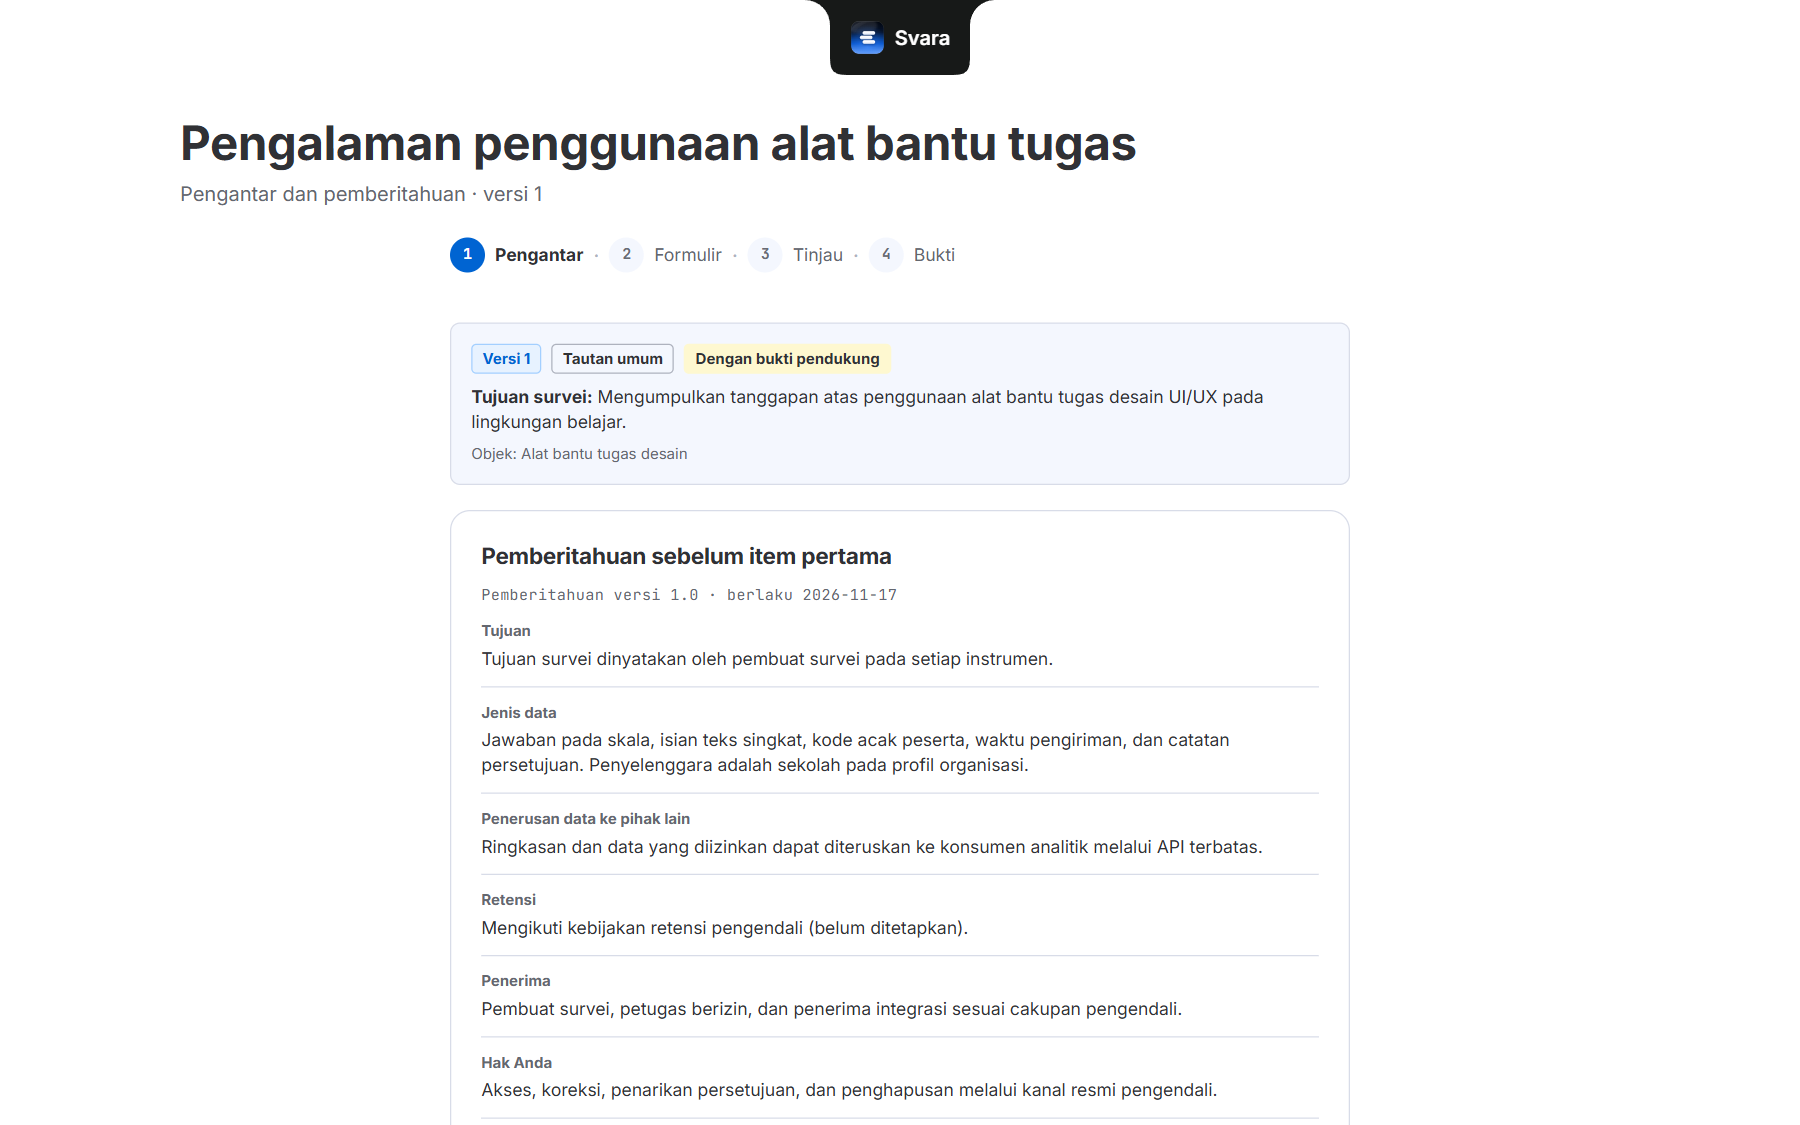 Svara
Pengalaman penggunaan alat bantu tugas
Pengantar dan pemberitahuan · versi 1
1 Pengantar · 2 Formulir · 3 Tinjau · 4 Bukti
Versi 1 Tautan umum Dengan bukti pendukung
Tujuan survei: Mengumpulkan tanggapan atas penggunaan alat bantu tugas desain UI/UX pada
lingkungan belajar.
Objek: Alat bantu tugas desain
Pemberitahuan sebelum item pertama
Pemberitahuan versi 1.0 · berlaku 2026-11-17
Tujuan
Tujuan survei dinyatakan oleh pembuat survei pada setiap instrumen.
Jenis data
Jawaban pada skala, isian teks singkat, kode acak peserta, waktu pengiriman, dan catatan
persetujuan. Penyelenggara adalah sekolah pada profil organisasi.
Penerusan data ke pihak lain
Ringkasan dan data yang diizinkan dapat diteruskan ke konsumen analitik melalui API terbatas.
Retensi
Mengikuti kebijakan retensi pengendali (belum ditetapkan).
Penerima
Pembuat survei, petugas berizin, dan penerima integrasi sesuai cakupan pengendali.
Hak Anda
Akses, koreksi, penarikan persetujuan, dan penghapusan melalui kanal resmi pengendali.